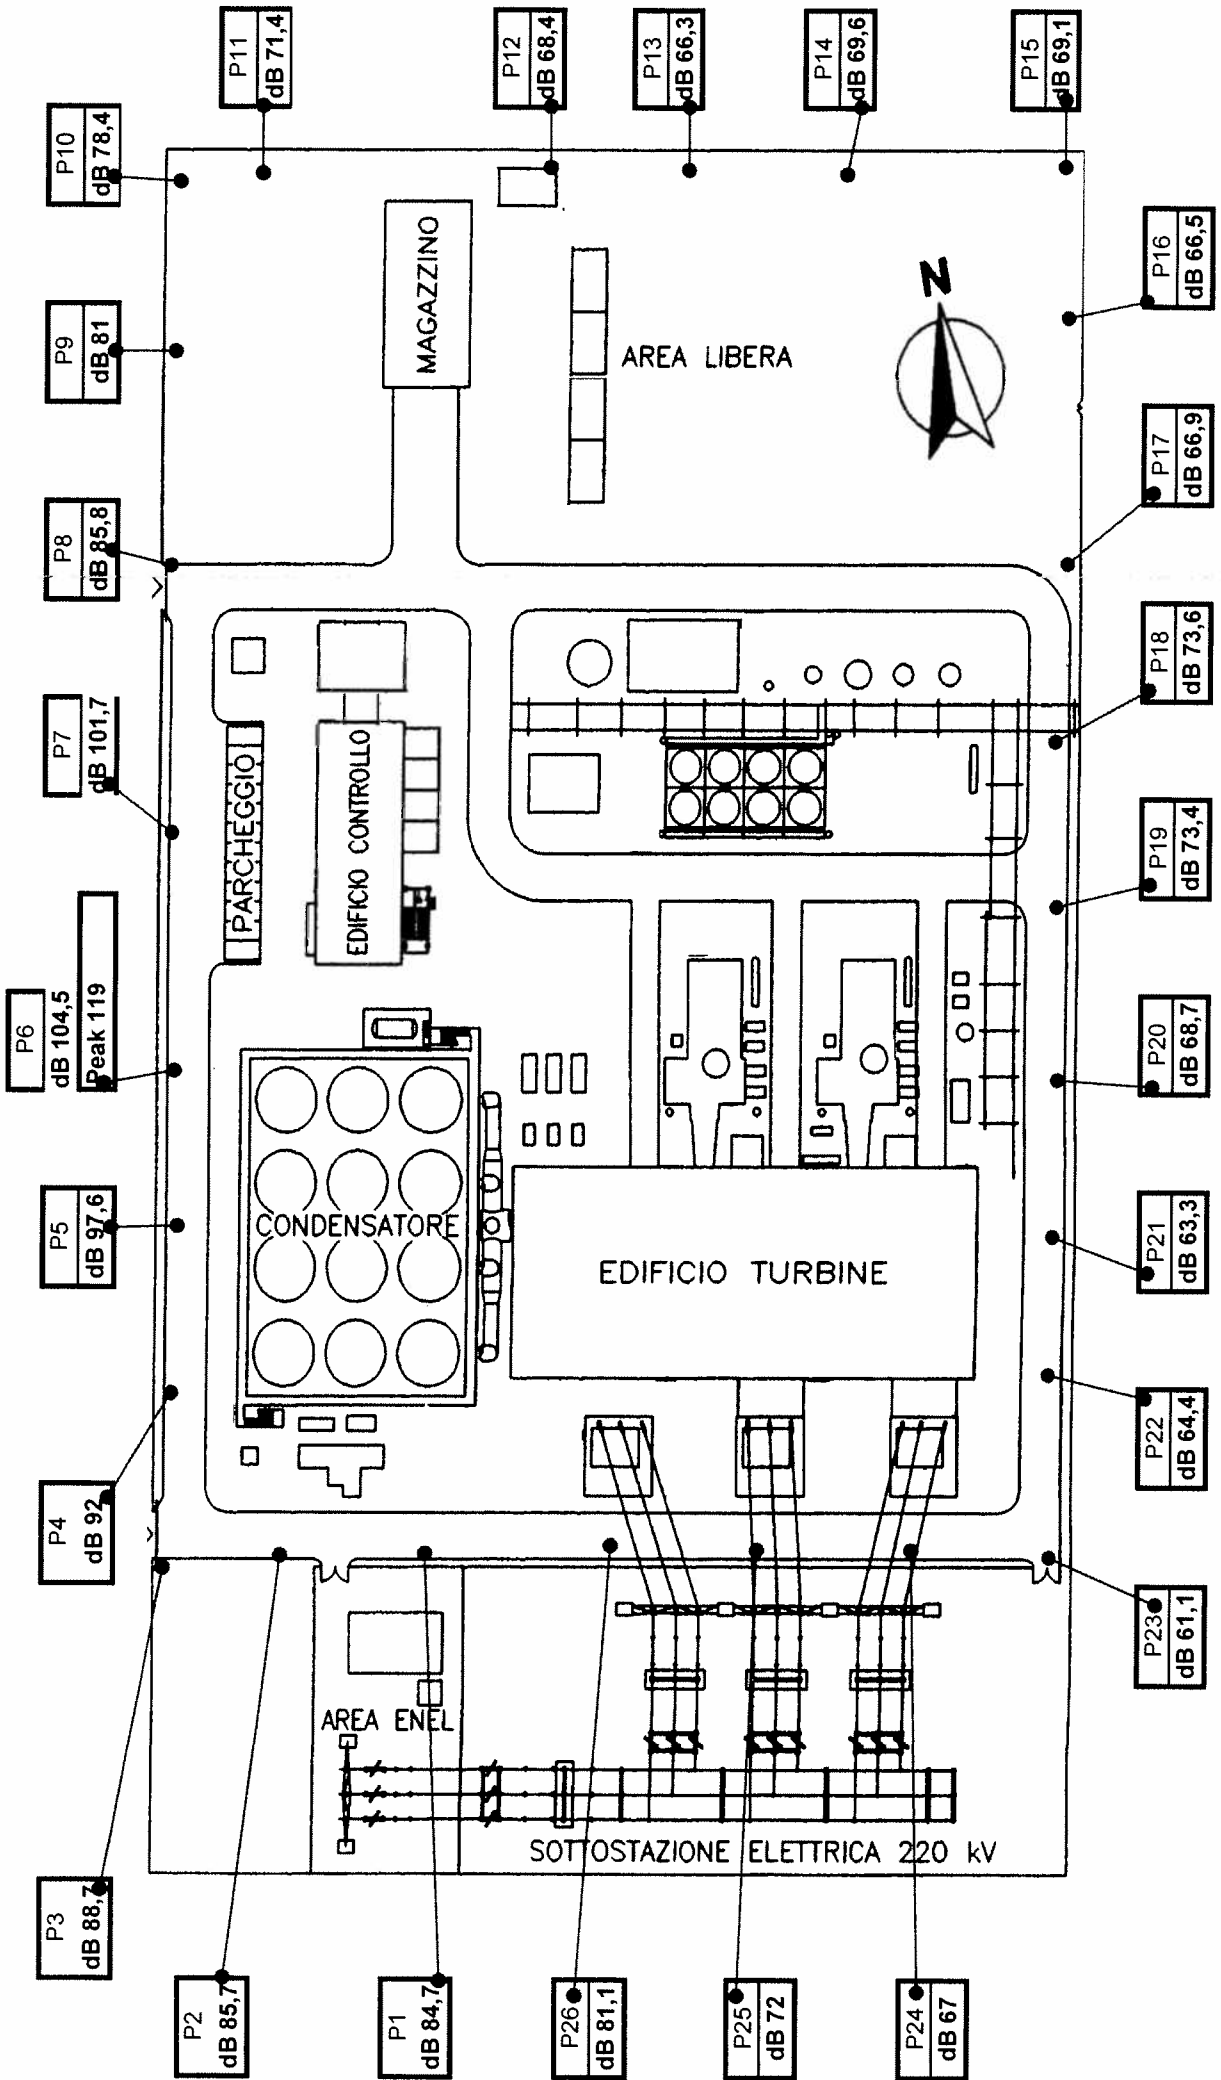 P1
dB 84,7
P2
dB 85,7
P3
dB 88,7
P4
dB 92
P5
dB 97,6
P6
dB 104,5
Peak 119
P7
dB 101,7
P8
dB 85,8
P9
dB 81
P10
dB 78,4
P11
dB 71,4
P12
dB 68,4
P13
dB 66,3
P14
dB 69,6
P15
dB 69,1
P16
dB 66,5
P17
dB 66,9
P18
dB 73,6
P19
dB 73,4
P20
dB 68,7
P21
dB 63,3
P22
dB 64,4
P23
dB 61,1
P24
dB 67
P25
dB 72
P26
dB 81,1
MAGAZZINO
AREA LIBERA
N
PARCHEGGIO
EDIFICIO CONTROLLO
CONDENSATORE
EDIFICIO TURBINE
AREA ENEL
SOTTOSTAZIONE ELETTRICA 220 kV